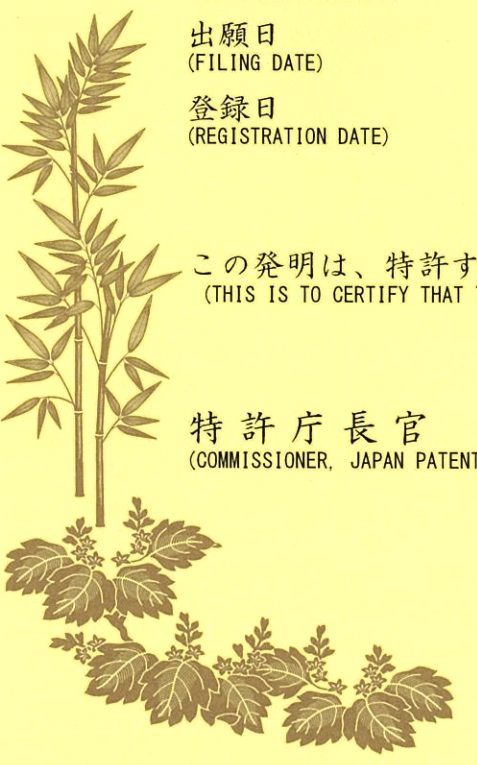 出願日
(FILING DATE)
登録日
(REGISTRATION DATE)
この発明は、特許す
(THIS IS TO CERTIFY THAT
特許庁長官
(COMMISSIONER, JAPAN PATENT